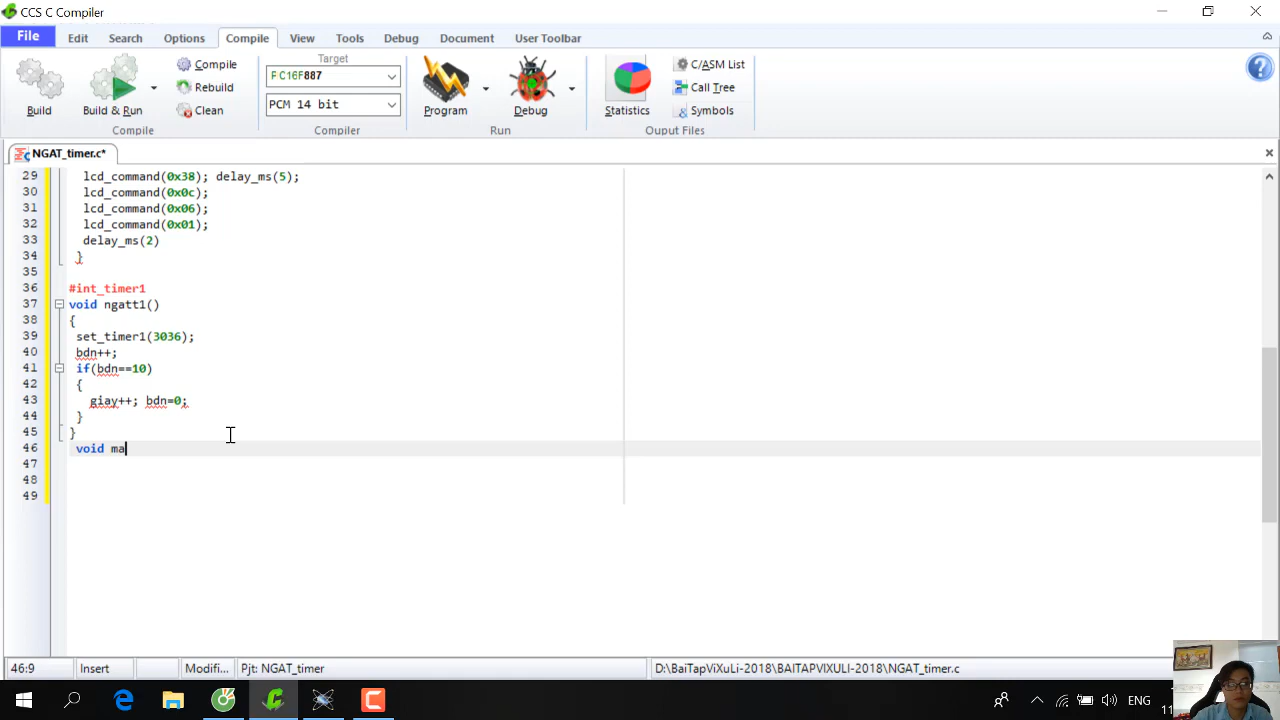 CCS C Compiler
File Edit Search Options Compile View Tools Debug Document User Toolbar
Build
Build & Run
Compile
Rebuild
Clean
Compile
Target
PIC16F887
PCM 14 bit
Compiler
Program
Debug
Run
Statistics
C/ASM List
Call Tree
Symbols
Ouput Files
NGAT_timer.c*
29 lcd_command(0x38); delay_ms(5);
30 lcd_command(0x0c);
31 lcd_command(0x06);
32 lcd_command(0x01);
33 delay_ms(2)
34 }
35
36 #int_timer1
37 void ngatt1()
38 {
39 set_timer1(3036);
40 bdn++;
41 if(bdn==10)
42 {
43 giay++; bdn=0;
44 }
45 }
46 void ma
47
48
49
46:9 Insert Modifi... Pjt: NGAT_timer D:\BaiTapViXuLi-2018\BAITAPVIXULI-2018\NGAT_timer.c
ENG